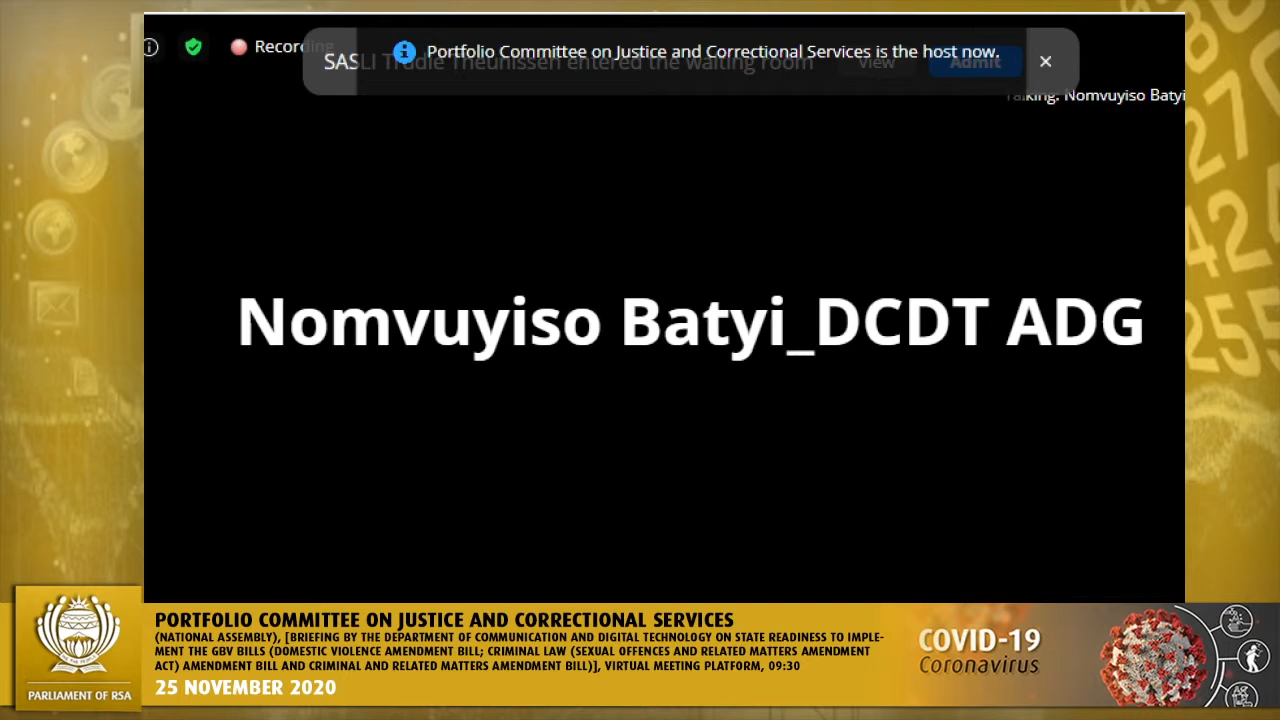 Recording
Portfolio Committee on Justice and Correctional Services is the host now.
SASLI Trudie Theunissen entered the waiting room
View
Admit
Talking: Nomvuyiso Batyi
Nomvuyiso Batyi_DCDT ADG
PORTFOLIO COMMITTEE ON JUSTICE AND CORRECTIONAL SERVICES
(NATIONAL ASSEMBLY), [BRIEFING BY THE DEPARTMENT OF COMMUNICATION AND DIGITAL TECHNOLOGY ON STATE READINESS TO IMPLE-
MENT THE GBV BILLS (DOMESTIC VIOLENCE AMENDMENT BILL; CRIMINAL LAW (SEXUAL OFFENCES AND RELATED MATTERS AMENDMENT
ACT) AMENDMENT BILL AND CRIMINAL AND RELATED MATTERS AMENDMENT BILL)], VIRTUAL MEETING PLATFORM, 09:30
25 NOVEMBER 2020
PARLIAMENT OF RSA
COVID-19
Coronavirus